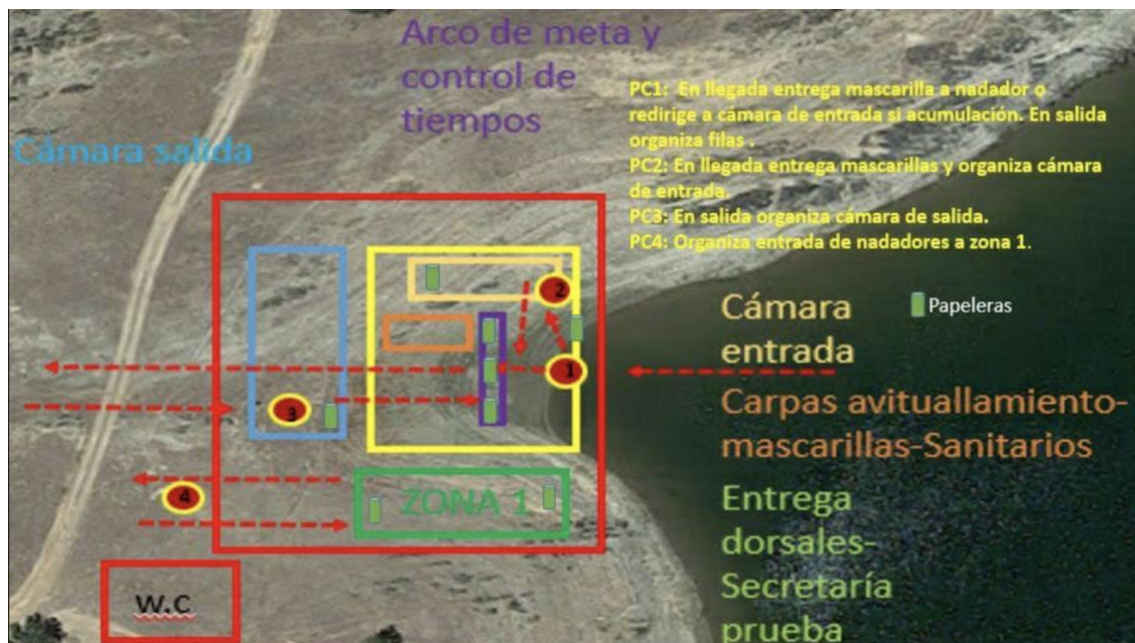 Arco de meta y
control de
tiempos
Cámara salida
PC1: En llegada entrega mascarilla a nadador o
redirige a cámara de entrada si acumulación. En salida
organiza filas .
PC2: En llegada entrega mascarillas y organiza cámara
de entrada.
PC3: En salida organiza cámara de salida.
PC4: Organiza entrada de nadadores a zona 1.
2
1
3
4
ZONA 1
W.C
Cámara
entrada
Papeleras
Carpas avituallamiento-
mascarillas-Sanitarios
Entrega
dorsales-
Secretaría
prueba